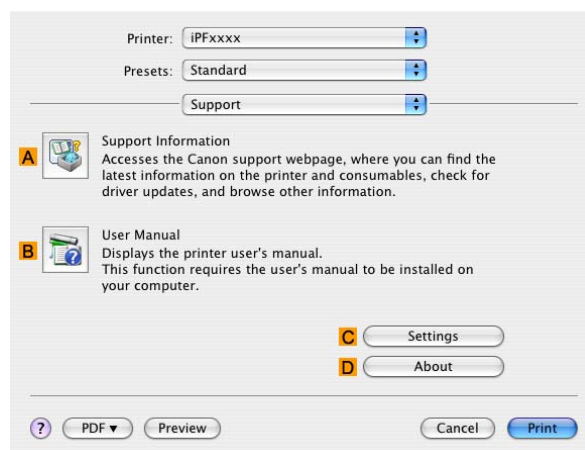 Printer: iPFxxxx
Presets: Standard
Support
A
Support Information
Accesses the Canon support webpage, where you can find the
latest information on the printer and consumables, check for
driver updates, and browse other information.
B
User Manual
Displays the printer user's manual.
This function requires the user's manual to be installed on
your computer.
C Settings
D About
? PDF ▼ Preview Cancel Print